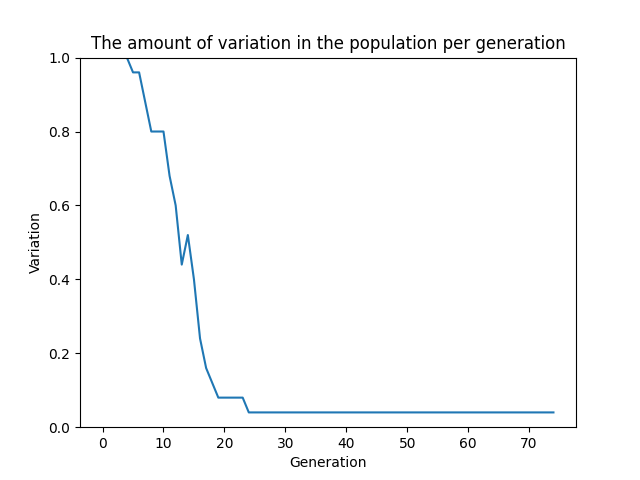 The amount of variation in the population per generation
1.0
0.8
0.6
0.4
0.2
0.0
Variation
0 10 20 30 40 50 60 70
Generation